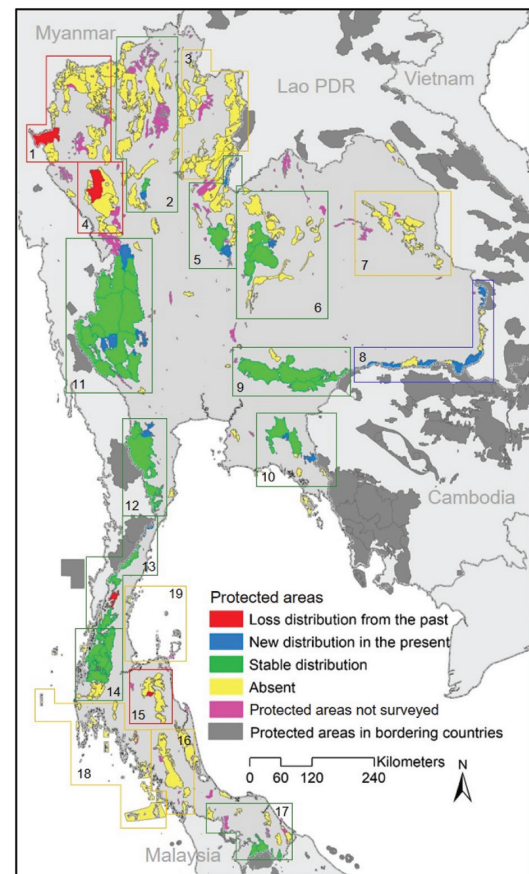 Myanmar
Lao PDR
Vietnam
3
1
2
4
5
6
7
8
11
9
10
Cambodia
12
13
19
Protected areas
Loss distribution from the past
New distribution in the present
Stable distribution
Absent
Protected areas not surveyed
Protected areas in bordering countries
14
15
16
18
17
Kilometers
0 60 120 240
N
Malaysia